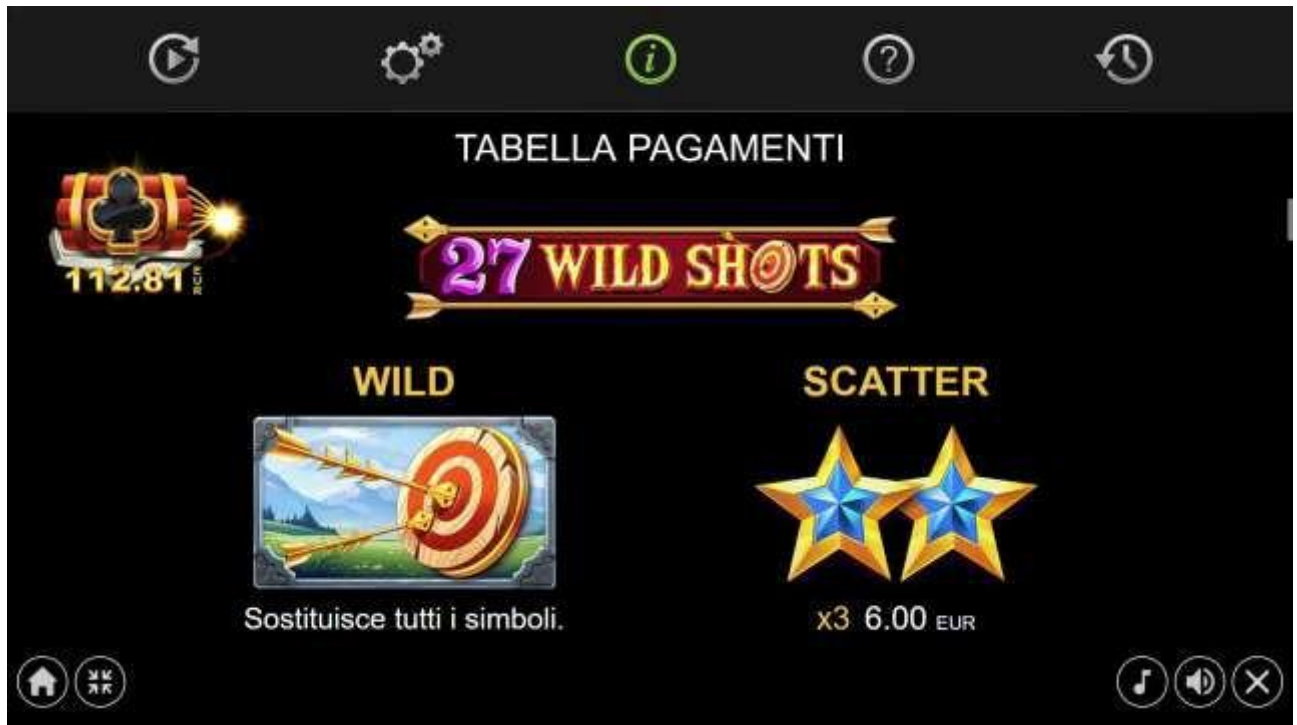 TABELLA PAGAMENTI
112.81 EUR
27 WILD SHOTS
WILD
SCATTER
Sostituisce tutti i simboli.
x3 6.00 EUR